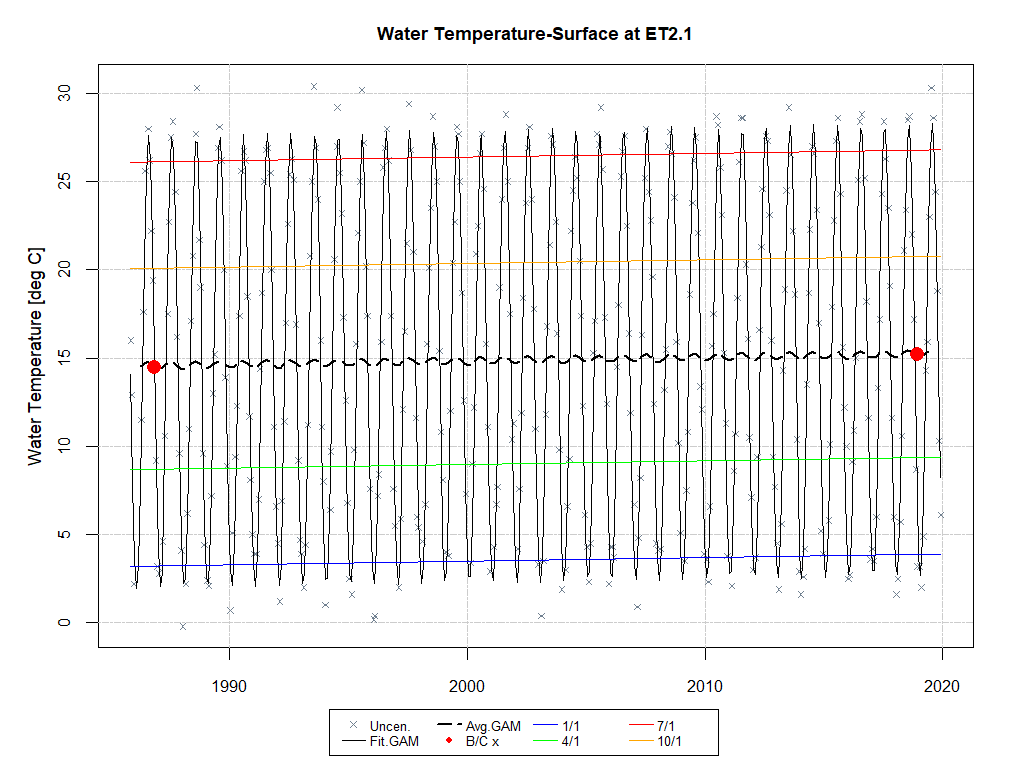 Water Temperature-Surface at ET2.1
Water Temperature [deg C]
30
25
20
15
10
5
0
1990 2000 2010 2020
Uncen. Avg.GAM 1/1 7/1
Fit.GAM B/C x 4/1 10/1